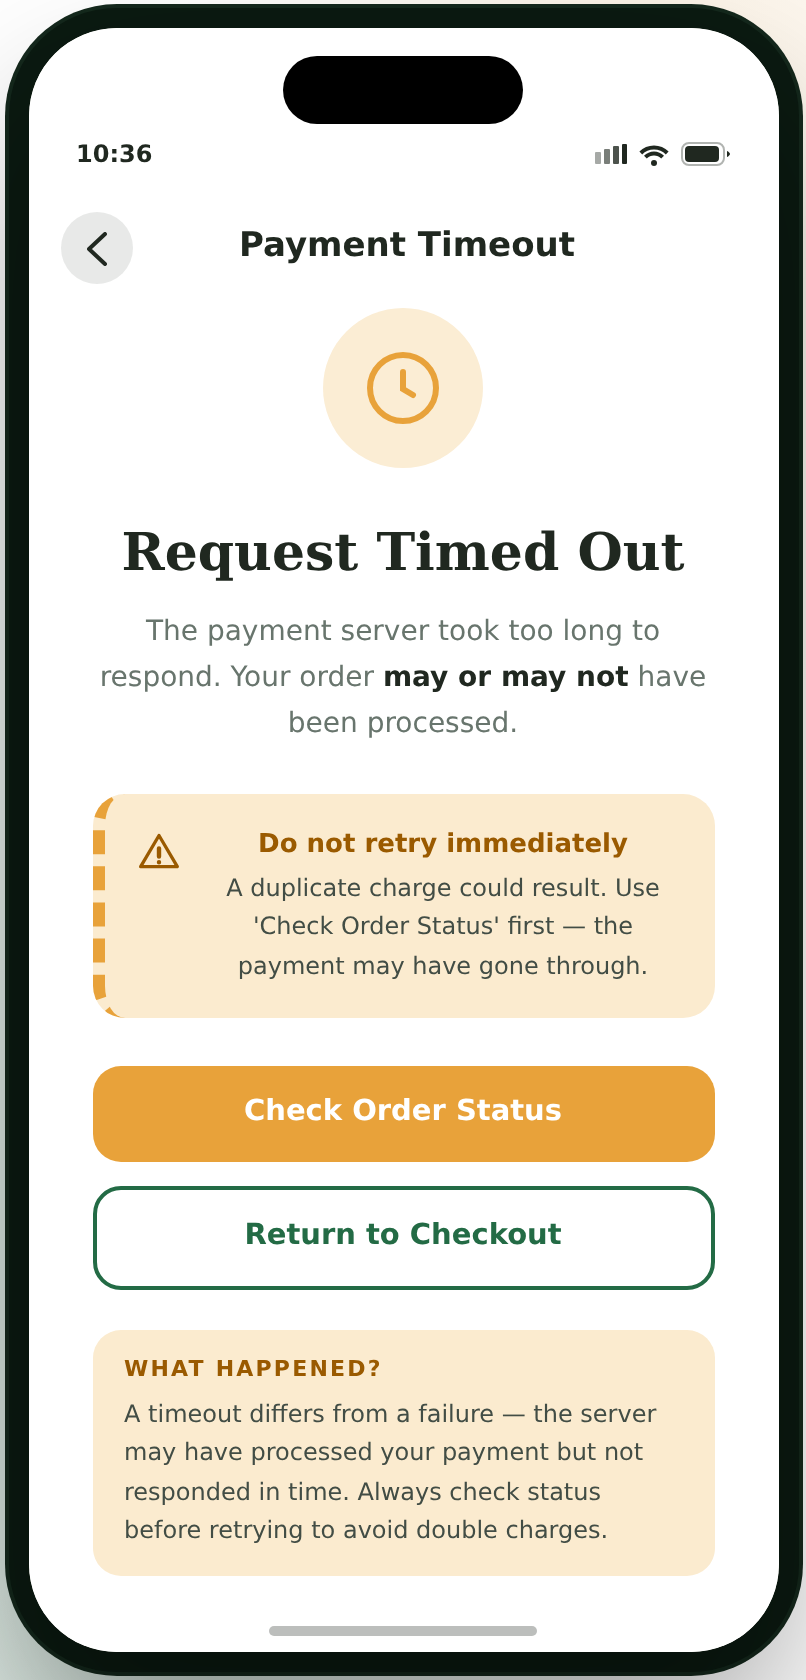 10:36
Payment Timeout
Request Timed Out
The payment server took too long to
respond. Your order may or may not have
been processed.
Do not retry immediately
A duplicate charge could result. Use
'Check Order Status' first — the
payment may have gone through.
Check Order Status
Return to Checkout
WHAT HAPPENED?
A timeout differs from a failure — the server
may have processed your payment but not
responded in time. Always check status
before retrying to avoid double charges.